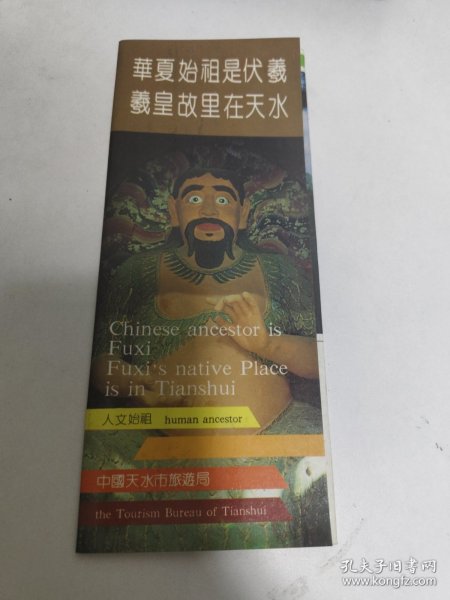 華夏始祖是伏羲
羲皇故里在天水
Chinese ancestor is
Fuxi
Fuxi's native Place
is in Tianshui
人文始祖 human ancestor
中國天水市旅遊局
the Tourism Bureau of Tianshui
孔夫子旧书网
www.kongfz.com